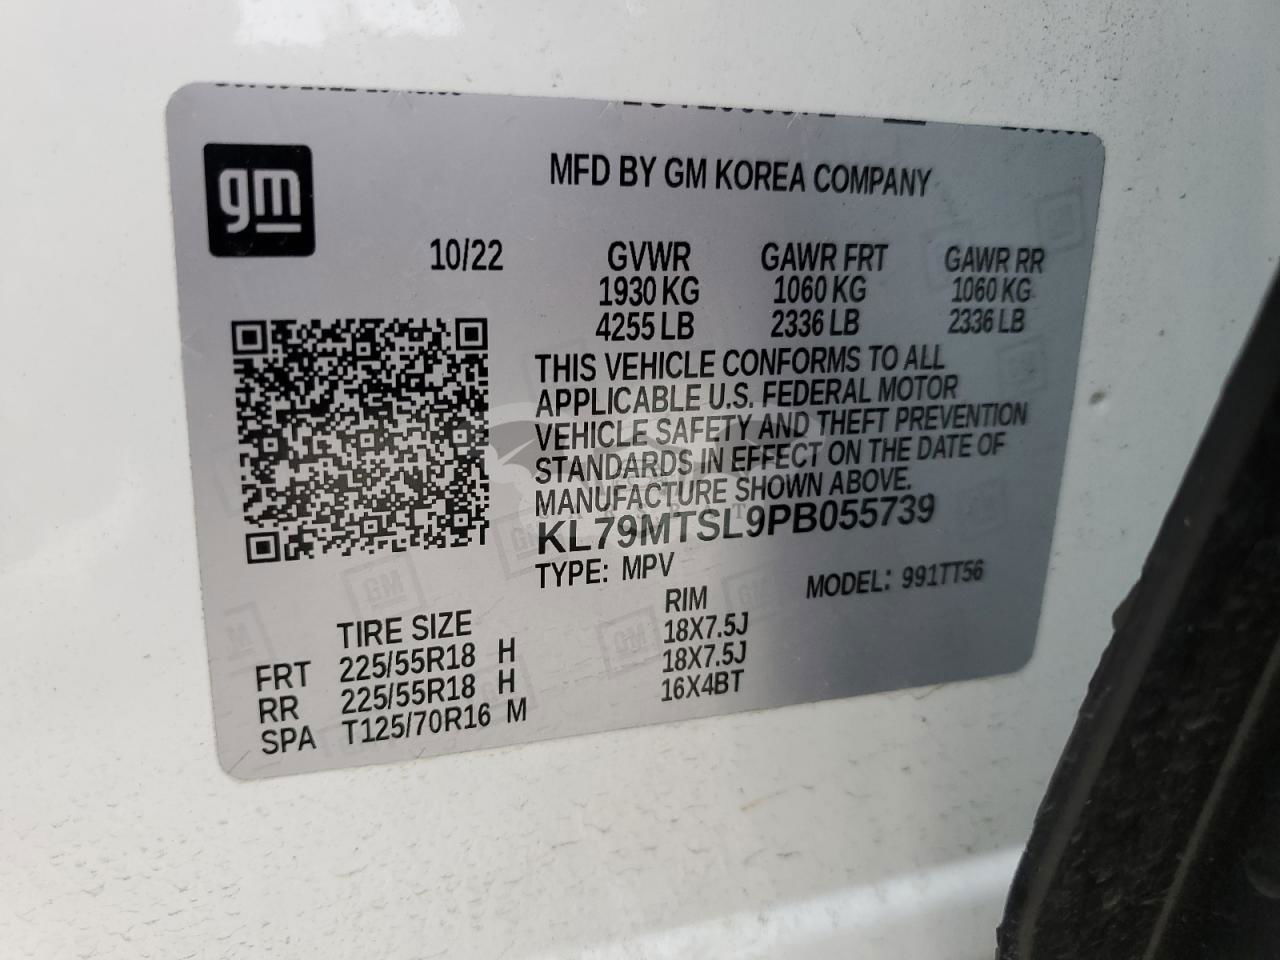 gm
MFD BY GM KOREA COMPANY
10/22
GVWR GAWR FRT GAWR RR
1930 KG 1060 KG 1060 KG
4255 LB 2336 LB 2336 LB
THIS VEHICLE CONFORMS TO ALL
APPLICABLE U.S. FEDERAL MOTOR
VEHICLE SAFETY AND THEFT PREVENTION
STANDARDS IN EFFECT ON THE DATE OF
MANUFACTURE SHOWN ABOVE.
KL79MTSL9PB055739
TYPE: MPV MODEL: 991TT56
TIRE SIZE RIM
FRT 225/55R18 H 18X7.5J
RR 225/55R18 H 18X7.5J
SPA T125/70R16 M 16X4BT